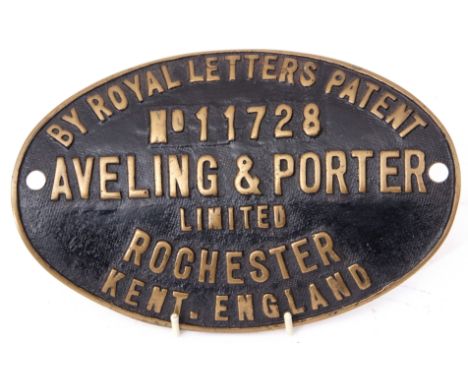 BY ROYAL LETTERS PATENT
No 11728
AVELING & PORTER
LIMITED
ROCHESTER
KENT. ENGLAND